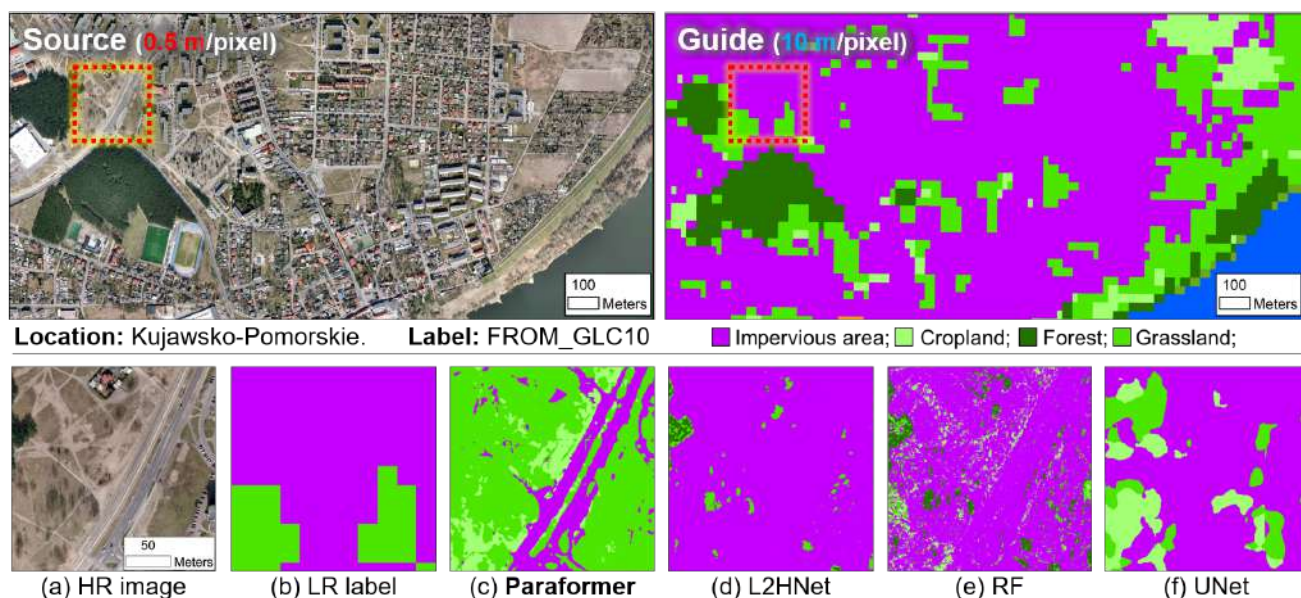 Source (0.5 m/pixel)
Guide (10 m/pixel)
100
Meters
100
Meters
Location: Kujawsko-Pomorskie. Label: FROM_GLC10
Impervious area; Cropland; Forest; Grassland;
50
Meters
(a) HR image (b) LR label (c) Paraformer (d) L2HNet (e) RF (f) UNet